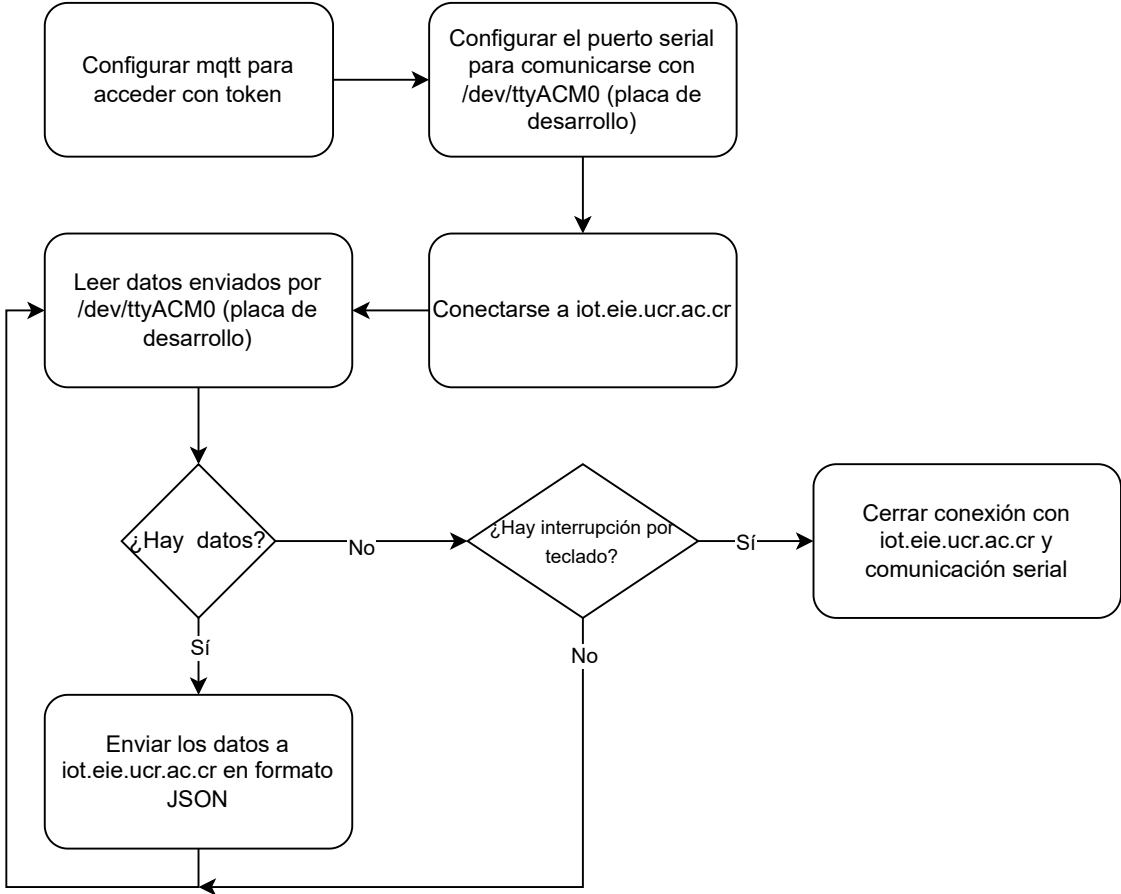 Configurar mqtt para
acceder con token
Configurar el puerto serial
para comunicarse con
/dev/ttyACM0 (placa de
desarrollo)
Leer datos enviados por
/dev/ttyACM0 (placa de
desarrollo)
Conectarse a iot.eie.ucr.ac.cr
¿Hay  datos?
No
¿Hay interrupción por
teclado?
Sí
Cerrar conexión con
iot.eie.ucr.ac.cr y
comunicación serial
Sí
No
Enviar los datos a
iot.eie.ucr.ac.cr en formato
JSON